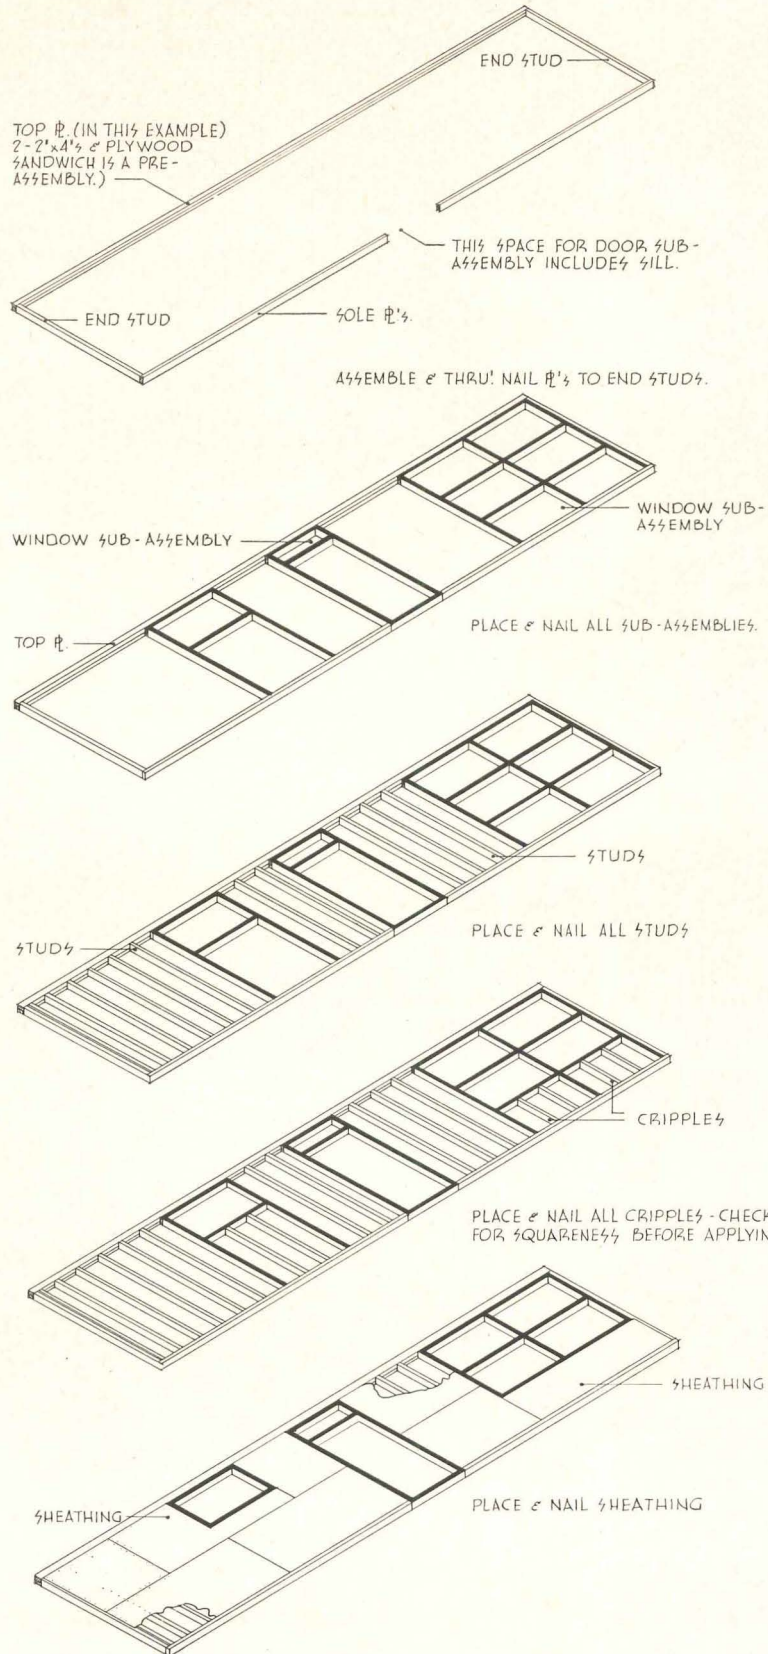 END STUD
TOP ⅊. (IN THIS EXAMPLE)
2-2"x4"s & PLYWOOD
SANDWICH IS A PRE-
ASSEMBLY.)
THIS SPACE FOR DOOR SUB-
ASSEMBLY INCLUDES SILL.
END STUD
SOLE ⅊'s.
ASSEMBLE & THRU! NAIL ⅊'s TO END STUDS.
WINDOW SUB-
ASSEMBLY
WINDOW SUB-ASSEMBLY
PLACE & NAIL ALL SUB-ASSEMBLIES.
TOP ⅊.
STUDS
PLACE & NAIL ALL STUDS
STUDS
CRIPPLES
PLACE & NAIL ALL CRIPPLES - CHECK
FOR SQUARENESS BEFORE APPLYIN
SHEATHING
PLACE & NAIL SHEATHING
SHEATHING